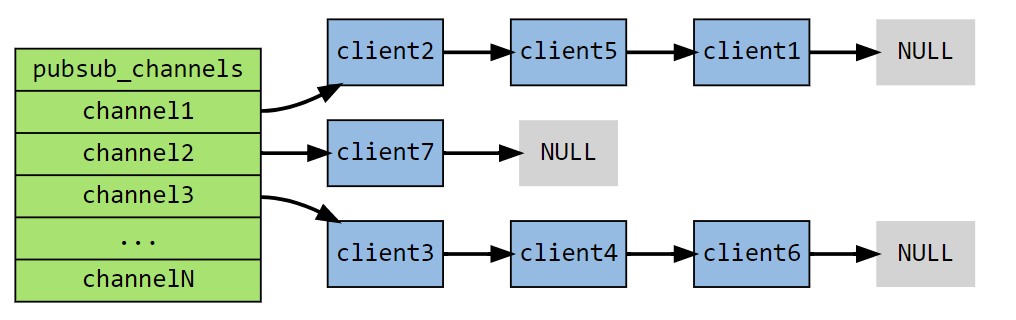 pubsub_channels
channel1
channel2
channel3
...
channelN
client2 client5 client1 NULL
client7 NULL
client3 client4 client6 NULL